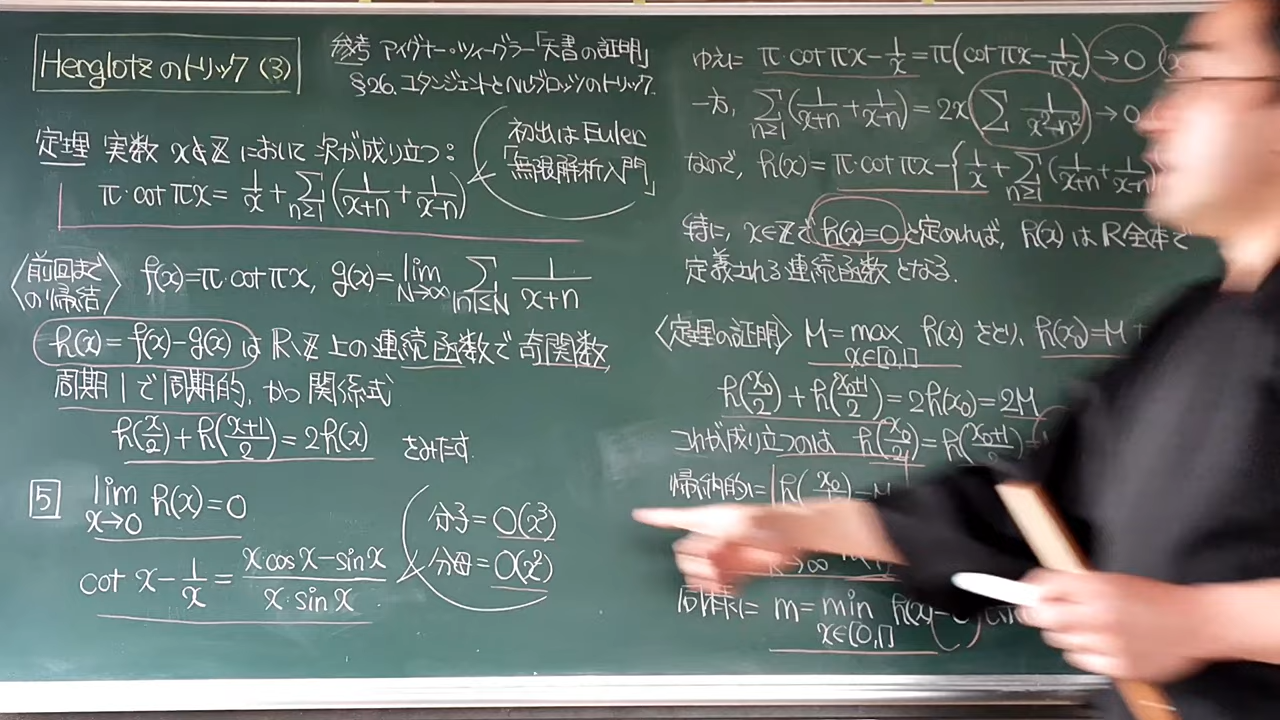 Herglotzのトリック (3)
参考 アイグナー・ツィーグラー「天書の証明」
§26. コタンジェントとヘルグロッツのトリック.
定理 実数 x∉ℤ において 次が成り立つ:
π·cot πx = 1/x + Σ_{n≥1} (1/(x+n) + 1/(x-n))
初出は Euler
「無限解析入門」
〈前回まで
の帰結〉
f(x)=π·cot πx, g(x)=lim_{N→∞} Σ_{|n|≤N} 1/(x+n)
h(x)=f(x)-g(x) は ℝ\ℤ 上の連続函数で奇関数,
周期1で周期的, かつ関係式
h(x/2)+h((x+1)/2)=2h(x) をみたす
5 lim_{x→0} h(x)=0
cot x - 1/x = (x·cos x - sin x)/(x·sin x)
分子=O(x³)
分母=O(x²)
ゆえに π·cot πx - 1/x = π(cot πx - 1/(πx)) → 0
一方, Σ_{n≥1} (1/(x+n) + 1/(x-n)) = 2x Σ 1/(x²-n²) → 0
なので, h(x)=π·cot πx - {1/x + Σ_{n≥1} (1/(x+n) + 1/(x-n))
特に, x∈ℤ で h(x)=0 と定めれば, h(x) は ℝ 全体で
定義される連続函数となる.
〈定理の証明〉 M=max_{x∈[0,1]} h(x) をとり, h(x₀)=M
h(x₀/2)+h((x₀+1)/2)=2h(x₀)=2M
これが成り立つのは h(x₀/2)=h((x₀+1)/2)=
帰納的に h(x₀/
同様に m=min_{x∈[0,1]} h(x)=